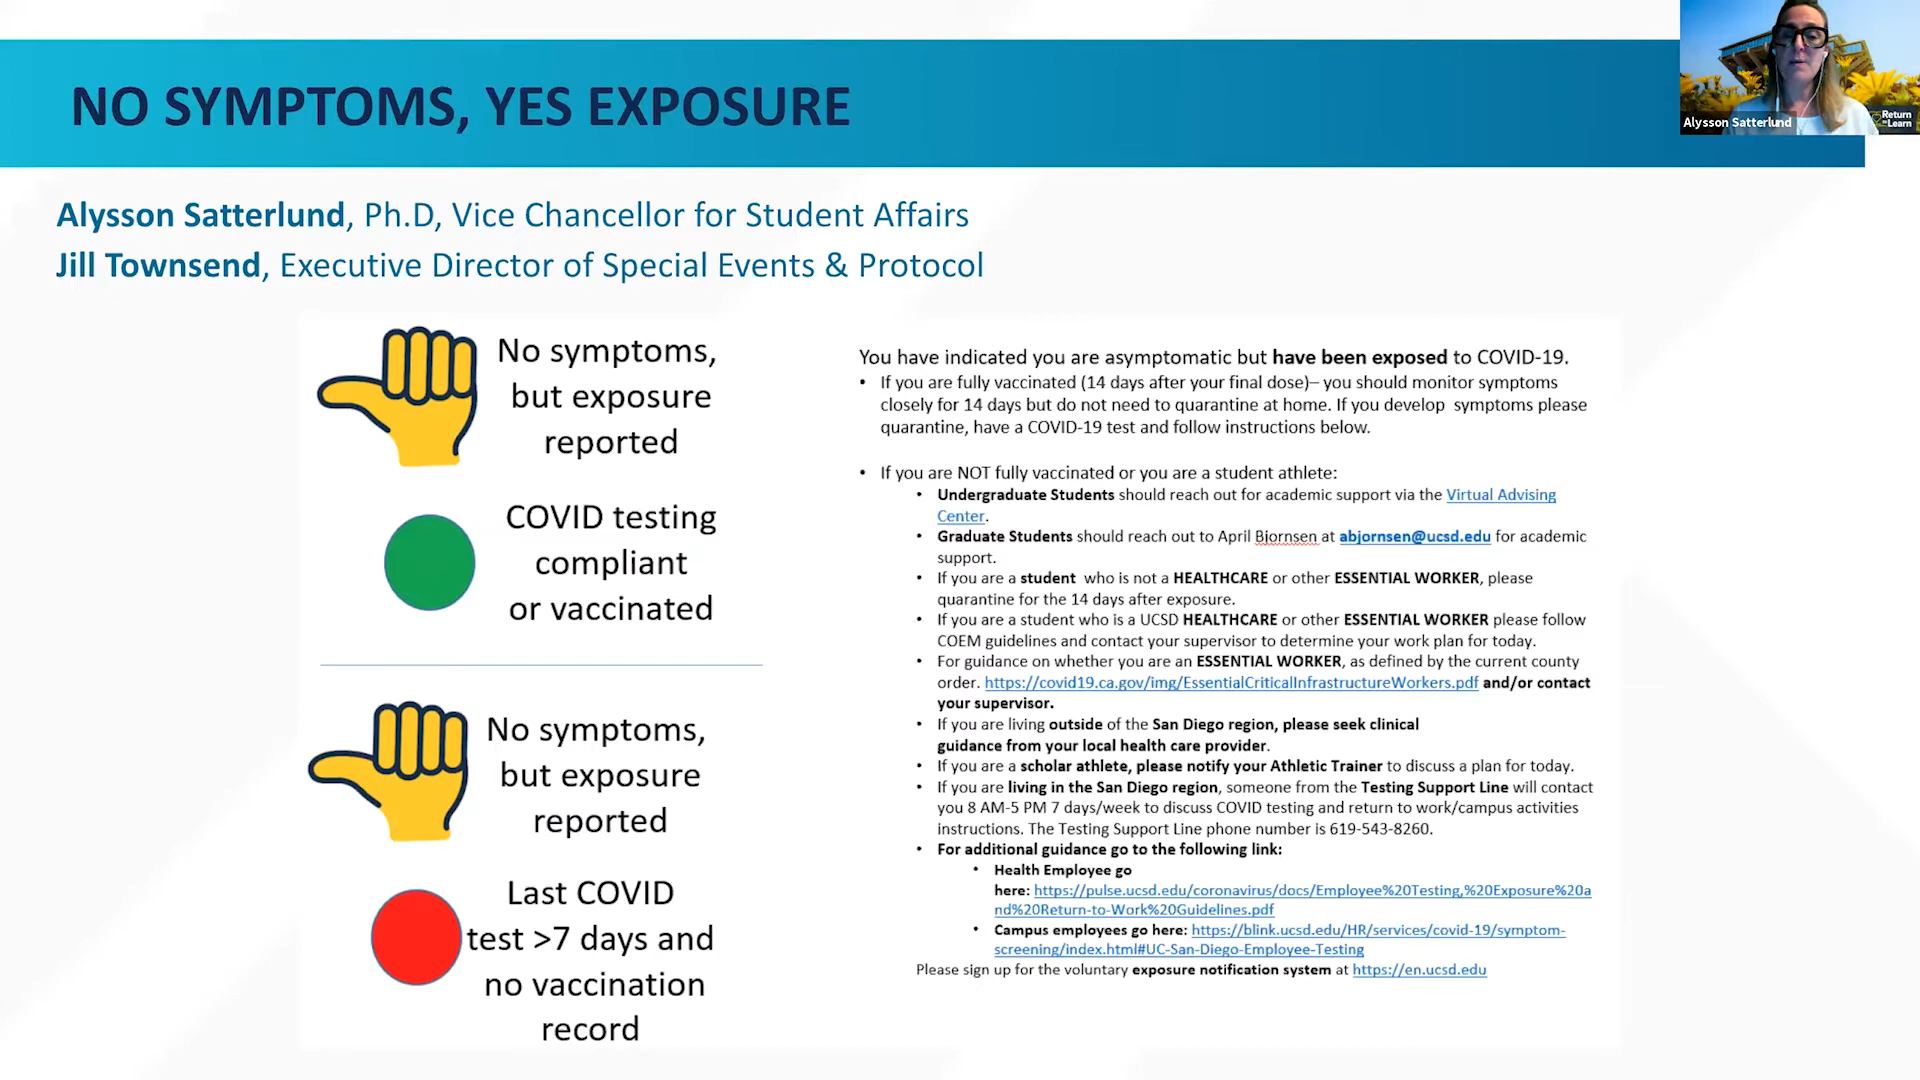 NO SYMPTOMS, YES EXPOSURE
Alysson Satterlund
Return
to Learn
Alysson Satterlund, Ph.D, Vice Chancellor for Student Affairs
Jill Townsend, Executive Director of Special Events & Protocol
No symptoms,
but exposure
reported
COVID testing
compliant
or vaccinated
No symptoms,
but exposure
reported
Last COVID
test >7 days and
no vaccination
record
You have indicated you are asymptomatic but have been exposed to COVID-19.
• If you are fully vaccinated (14 days after your final dose)– you should monitor symptoms
closely for 14 days but do not need to quarantine at home. If you develop symptoms please
quarantine, have a COVID-19 test and follow instructions below.
• If you are NOT fully vaccinated or you are a student athlete:
• Undergraduate Students should reach out for academic support via the Virtual Advising
Center.
• Graduate Students should reach out to April Bjornsen at abjornsen@ucsd.edu for academic
support.
• If you are a student who is not a HEALTHCARE or other ESSENTIAL WORKER, please
quarantine for the 14 days after exposure.
• If you are a student who is a UCSD HEALTHCARE or other ESSENTIAL WORKER please follow
COEM guidelines and contact your supervisor to determine your work plan for today.
• For guidance on whether you are an ESSENTIAL WORKER, as defined by the current county
order. https://covid19.ca.gov/img/EssentialCriticalInfrastructureWorkers.pdf and/or contact
your supervisor.
• If you are living outside of the San Diego region, please seek clinical
guidance from your local health care provider.
• If you are a scholar athlete, please notify your Athletic Trainer to discuss a plan for today.
• If you are living in the San Diego region, someone from the Testing Support Line will contact
you 8 AM-5 PM 7 days/week to discuss COVID testing and return to work/campus activities
instructions. The Testing Support Line phone number is 619-543-8260.
• For additional guidance go to the following link:
• Health Employee go
here: https://pulse.ucsd.edu/coronavirus/docs/Employee%20Testing,%20Exposure%20a
nd%20Return-to-Work%20Guidelines.pdf
• Campus employees go here: https://blink.ucsd.edu/HR/services/covid-19/symptom-
screening/index.html#UC-San-Diego-Employee-Testing
Please sign up for the voluntary exposure notification system at https://en.ucsd.edu